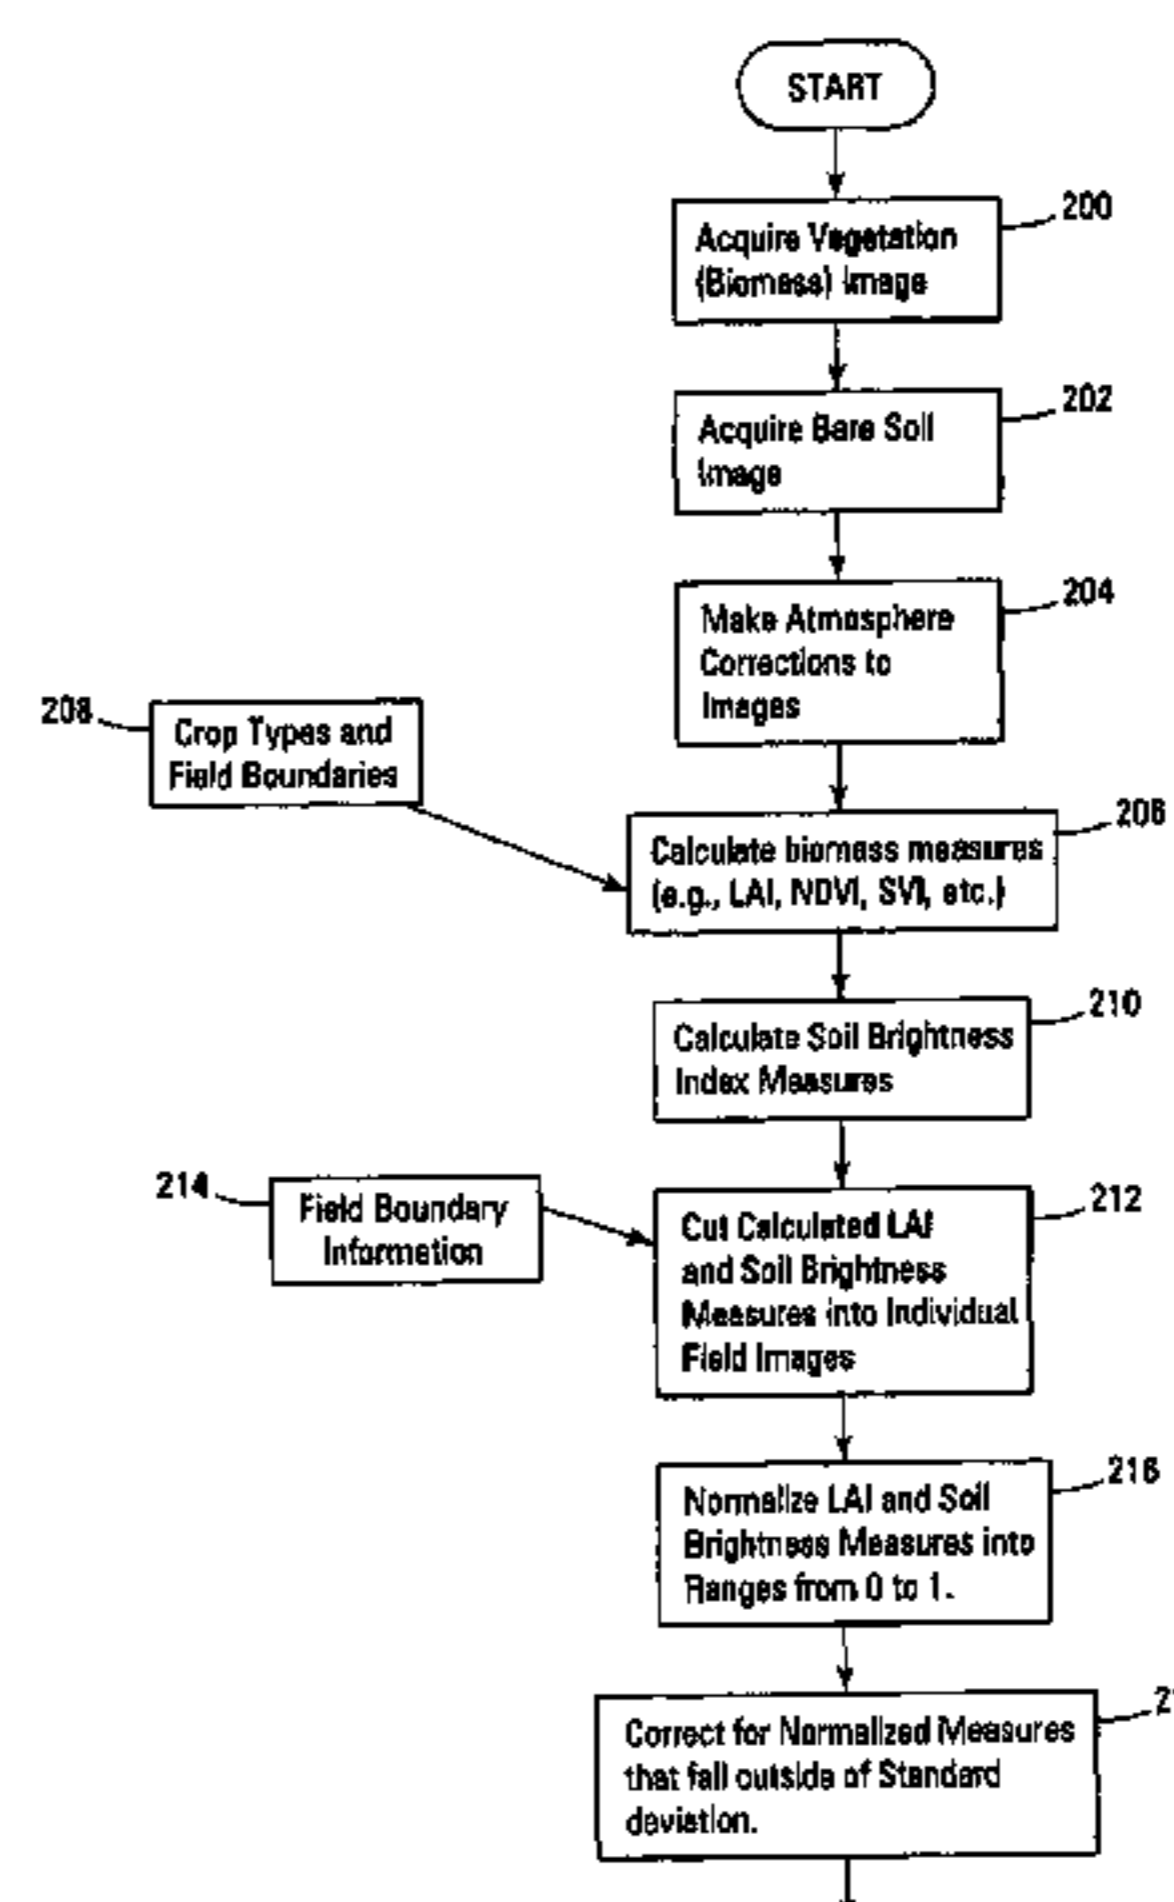 START
200
Acquire Vegetation
(Biomass) Image
202
Acquire Bare Soil
Image
204
Make Atmosphere
Corrections to
Images
208
Crop Types and
Field Boundaries
206
Calculate biomass measures
(e.g., LAI, NDVI, SVI, etc.)
210
Calculate Soil Brightness
Index Measures
214
Field Boundary
Information
212
Cut Calculated LAI
and Soil Brightness
Measures into Individual
Field Images
216
Normalize LAI and Soil
Brightness Measures into
Ranges from 0 to 1.
Correct for Normalized Measures
that fall outside of Standard
deviation.